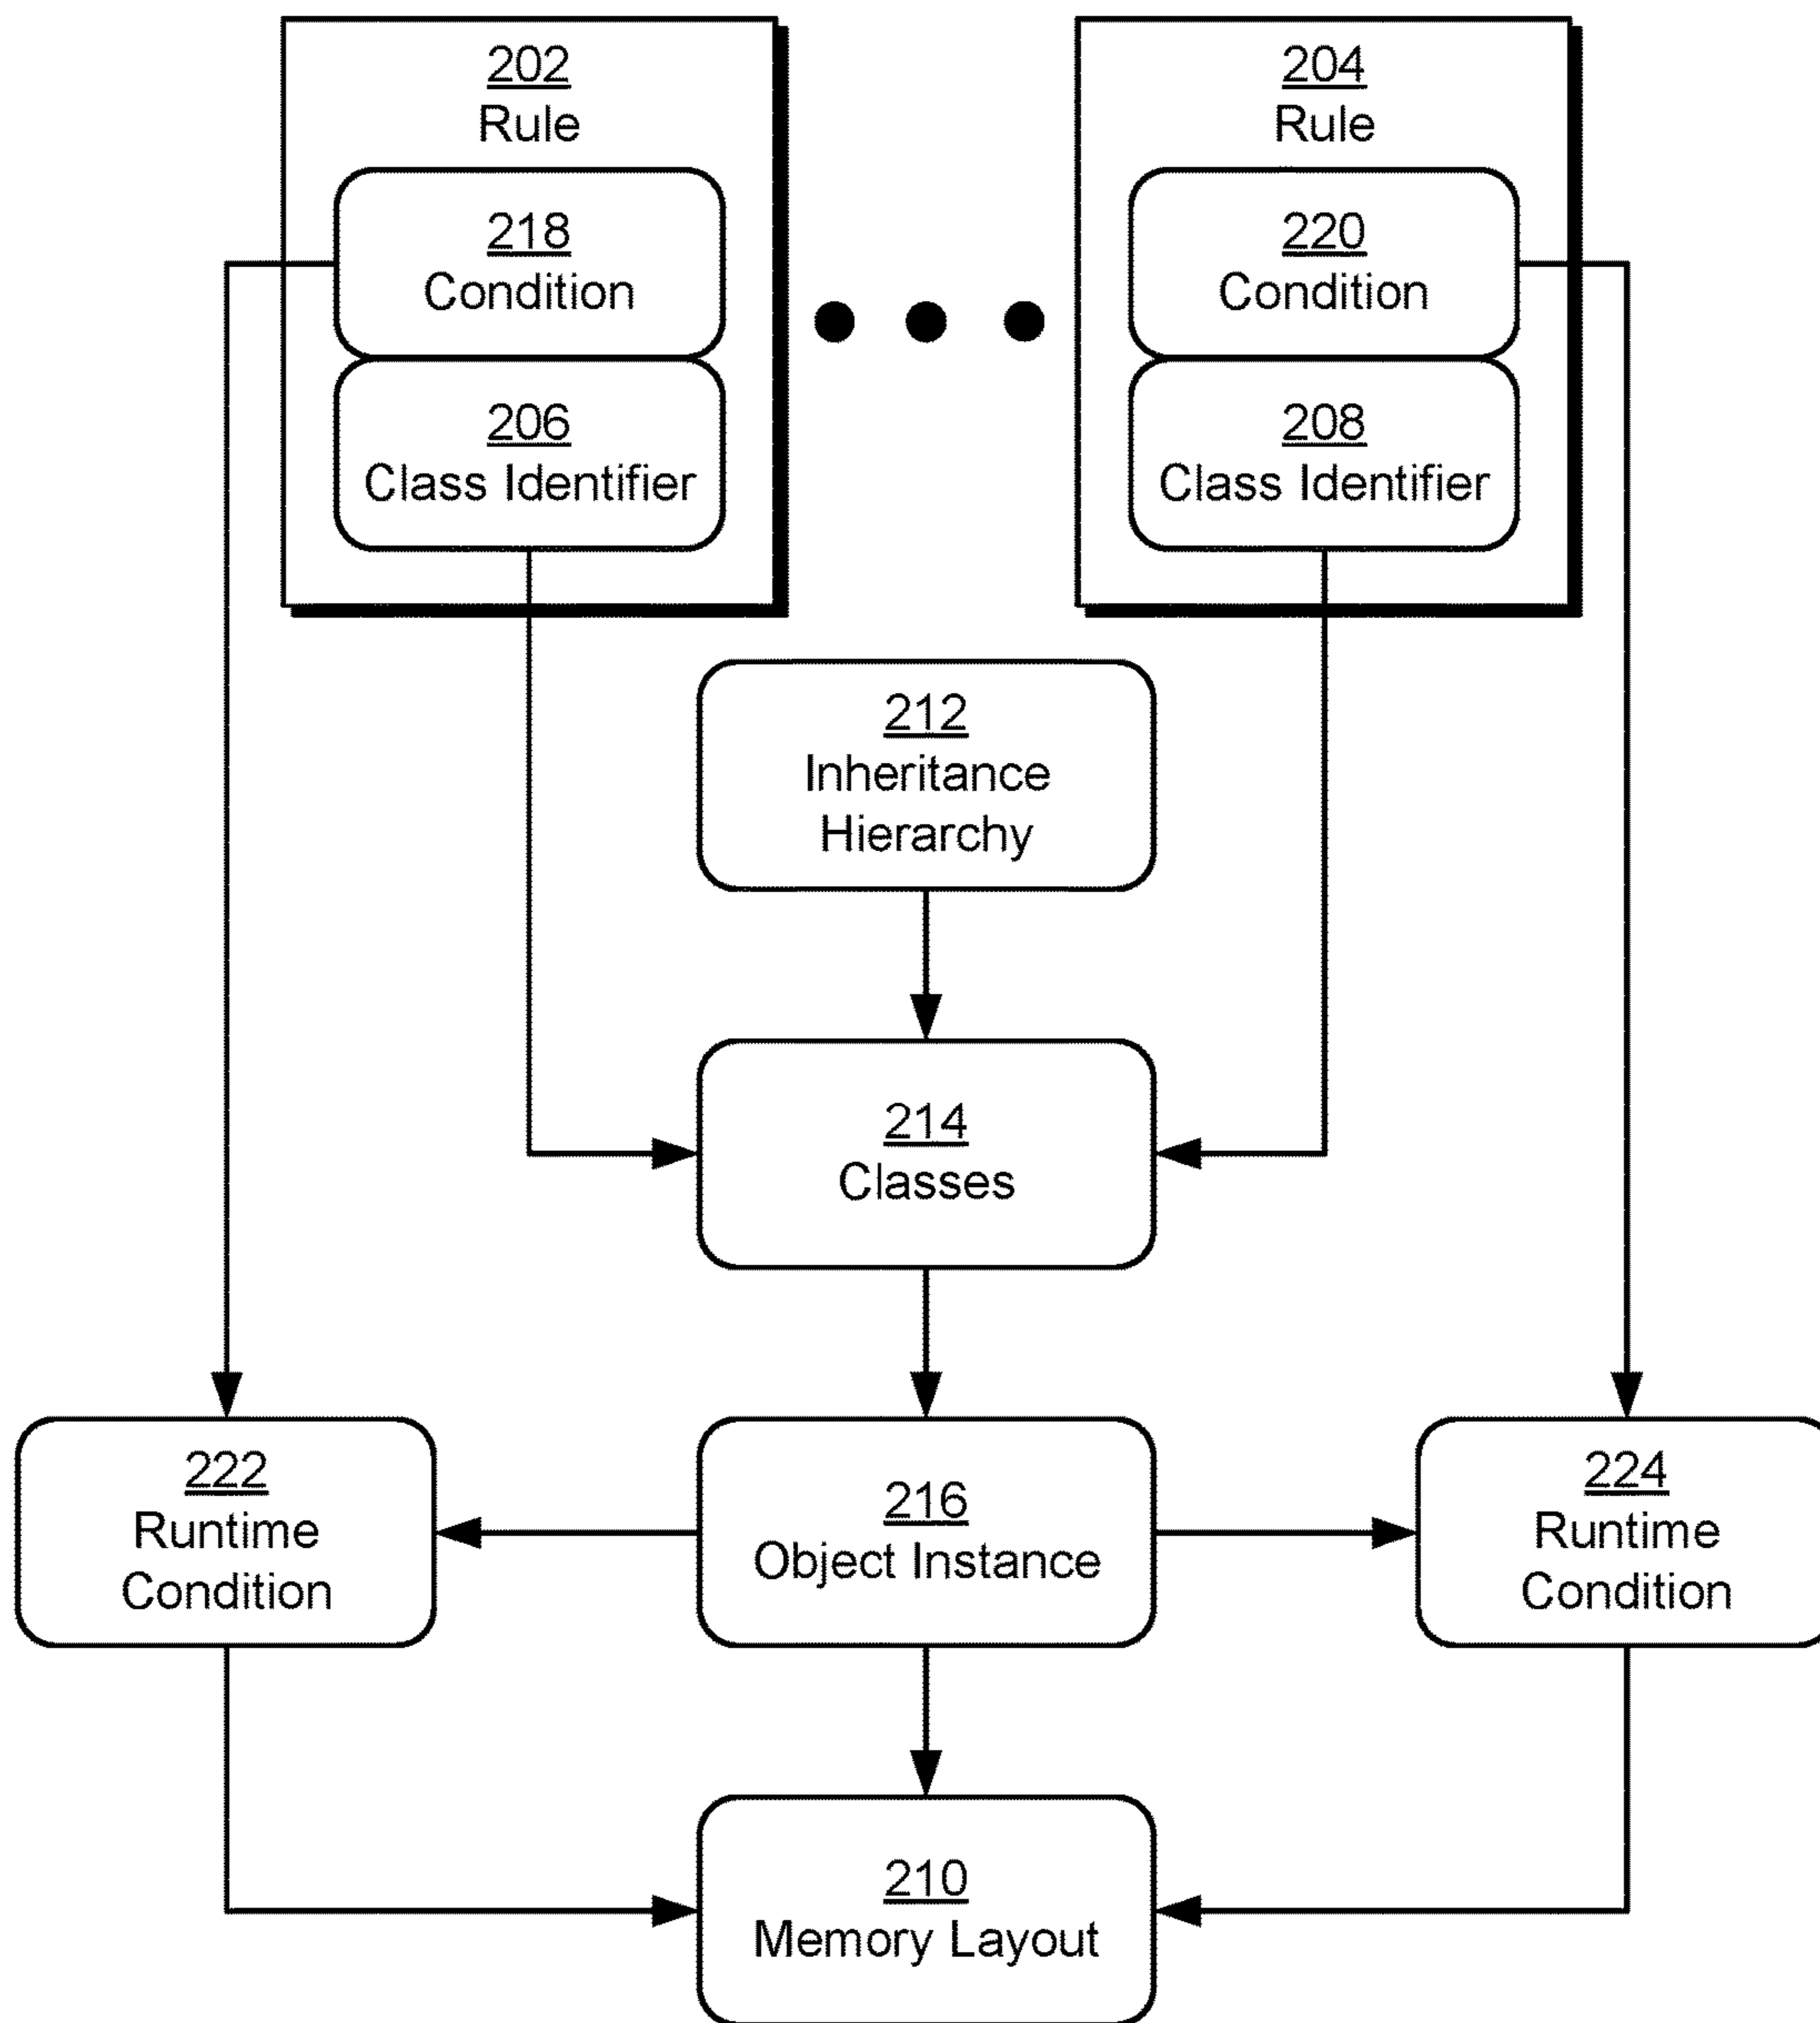 202
Rule
218
Condition
206
Class Identifier
204
Rule
220
Condition
208
Class Identifier
212
Inheritance
Hierarchy
214
Classes
222
Runtime
Condition
216
Object Instance
224
Runtime
Condition
210
Memory Layout